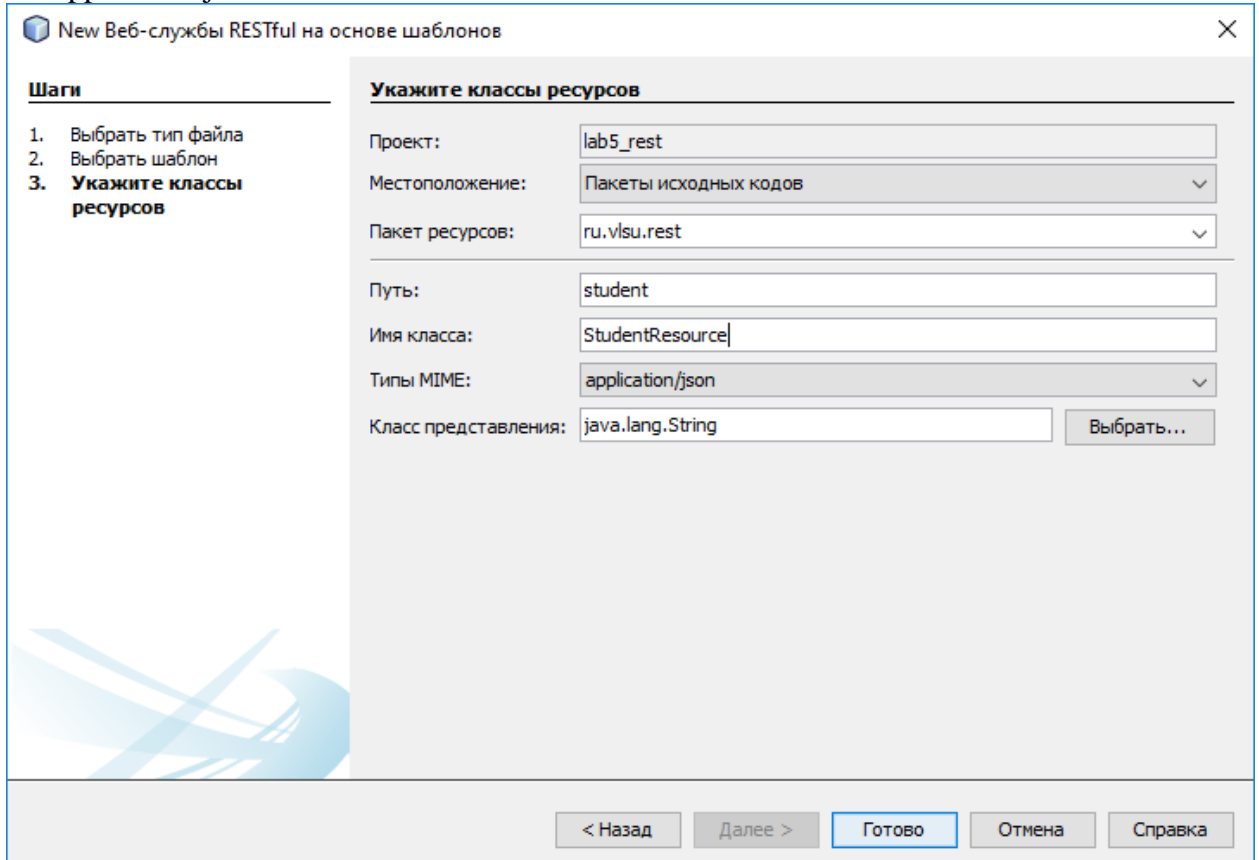 New Веб-службы RESTful на основе шаблонов
Шаги
1. Выбрать тип файла
2. Выбрать шаблон
3. Укажите классы
ресурсов
Укажите классы ресурсов
Проект: lab5_rest
Местоположение: Пакеты исходных кодов
Пакет ресурсов: ru.vlsu.rest
Путь: student
Имя класса: StudentResource
Типы MIME: application/json
Класс представления: java.lang.String Выбрать...
< Назад Далее > Готово Отмена Справка